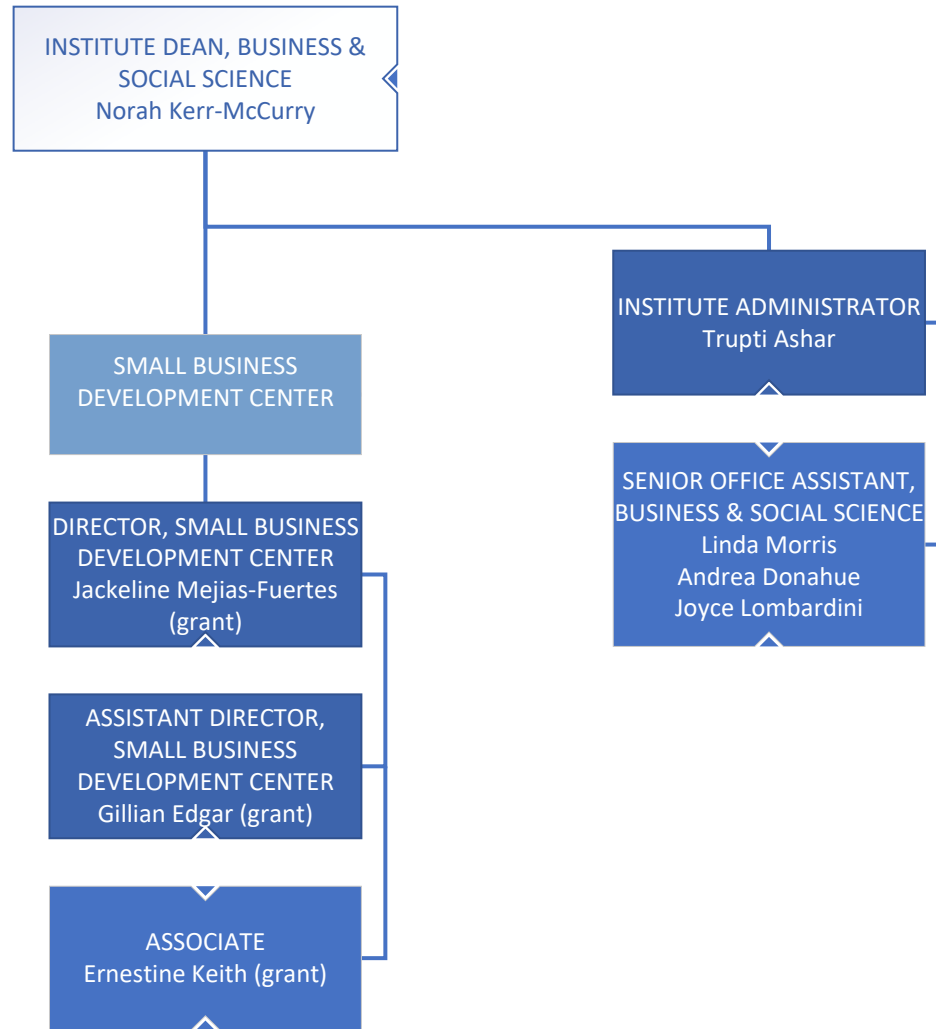 INSTITUTE DEAN, BUSINESS &
SOCIAL SCIENCE
Norah Kerr-McCurry
INSTITUTE ADMINISTRATOR
Trupti Ashar
SMALL BUSINESS
DEVELOPMENT CENTER
SENIOR OFFICE ASSISTANT,
BUSINESS & SOCIAL SCIENCE
Linda Morris
Andrea Donahue
Joyce Lombardini
DIRECTOR, SMALL BUSINESS
DEVELOPMENT CENTER
Jackeline Mejias-Fuertes
(grant)
ASSISTANT DIRECTOR,
SMALL BUSINESS
DEVELOPMENT CENTER
Gillian Edgar (grant)
ASSOCIATE
Ernestine Keith (grant)